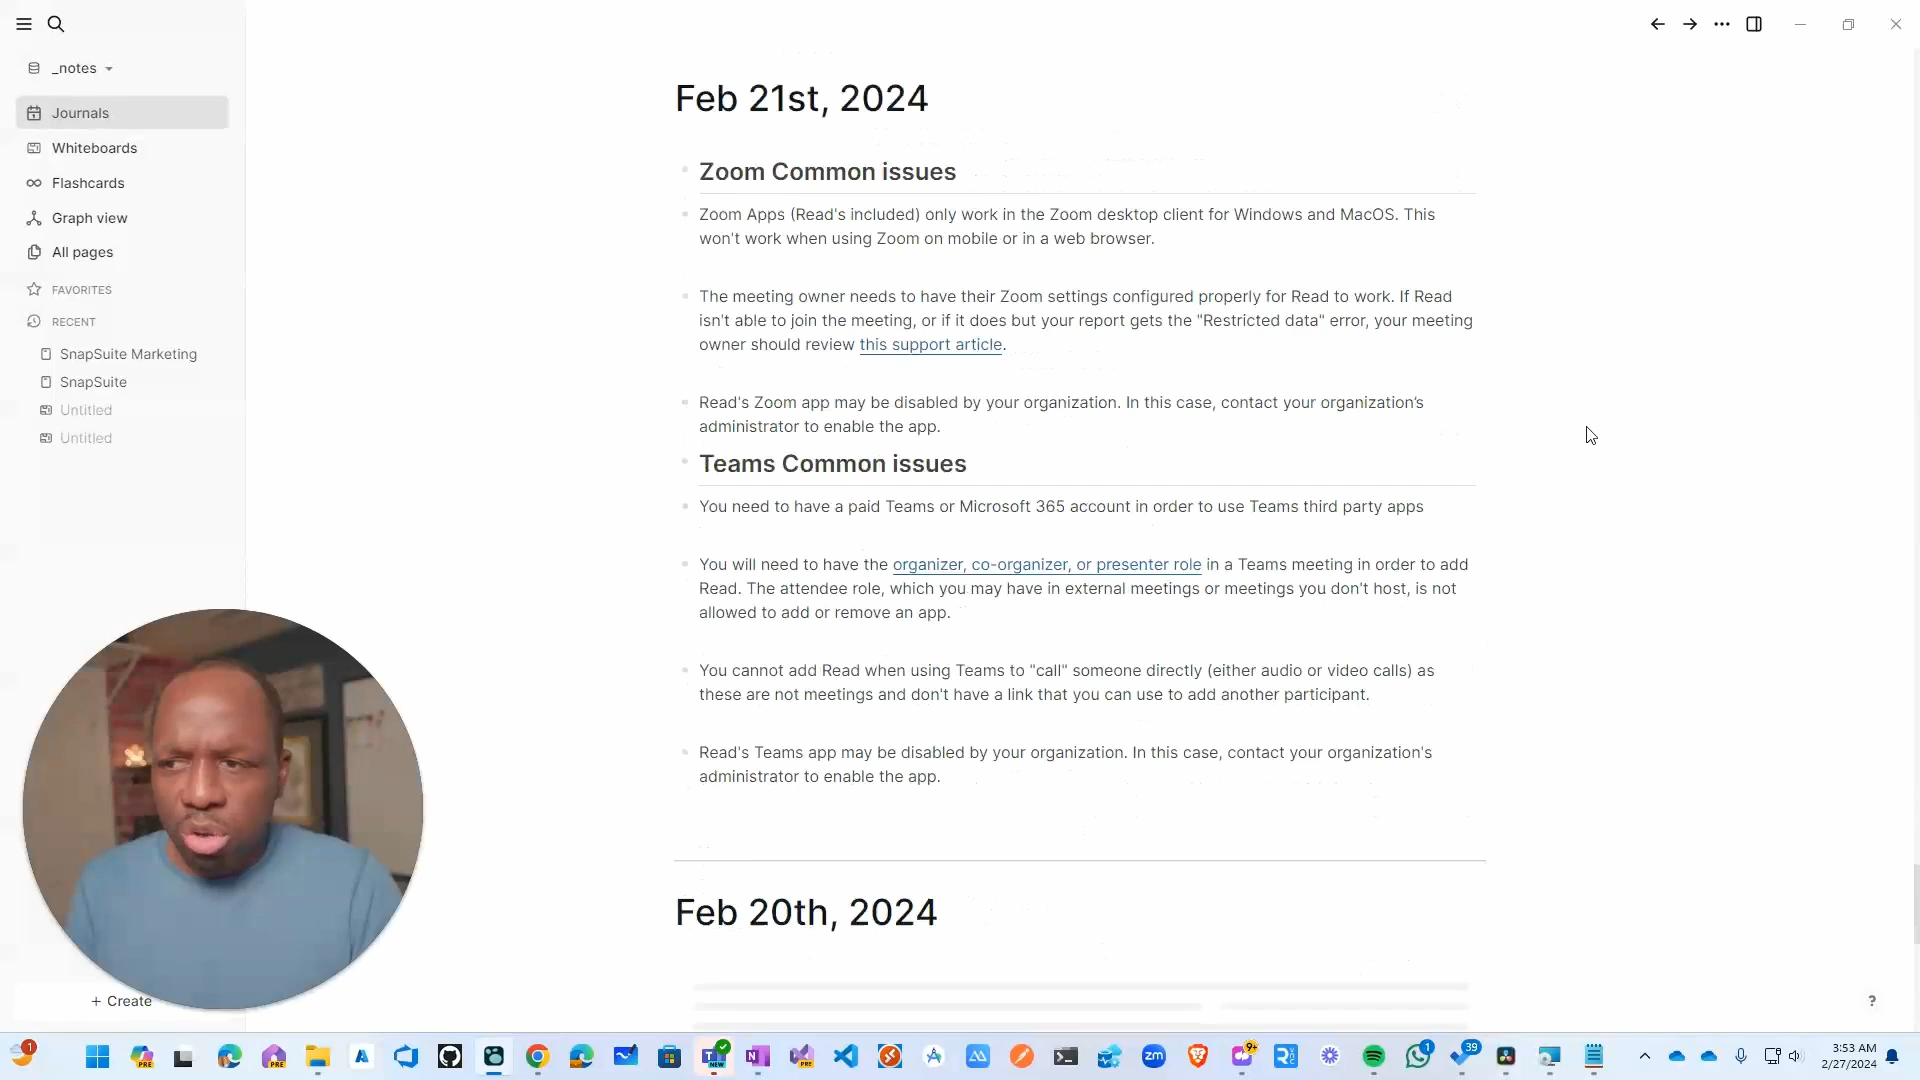 _notes
Journals
Whiteboards
Flashcards
Graph view
All pages
FAVORITES
RECENT
SnapSuite Marketing
SnapSuite
Untitled
Untitled
+ Create
Feb 21st, 2024
Zoom Common issues
Zoom Apps (Read's included) only work in the Zoom desktop client for Windows and MacOS. This
won't work when using Zoom on mobile or in a web browser.
The meeting owner needs to have their Zoom settings configured properly for Read to work. If Read
isn't able to join the meeting, or if it does but your report gets the "Restricted data" error, your meeting
owner should review this support article.
Read's Zoom app may be disabled by your organization. In this case, contact your organization’s
administrator to enable the app.
Teams Common issues
You need to have a paid Teams or Microsoft 365 account in order to use Teams third party apps
You will need to have the organizer, co-organizer, or presenter role in a Teams meeting in order to add
Read. The attendee role, which you may have in external meetings or meetings you don't host, is not
allowed to add or remove an app.
You cannot add Read when using Teams to "call" someone directly (either audio or video calls) as
these are not meetings and don't have a link that you can use to add another participant.
Read's Teams app may be disabled by your organization. In this case, contact your organization's
administrator to enable the app.
Feb 20th, 2024
?
1
PRE
PRE
NEW
N
PRE
zm
9+
1
39
3:53 AM
2/27/2024